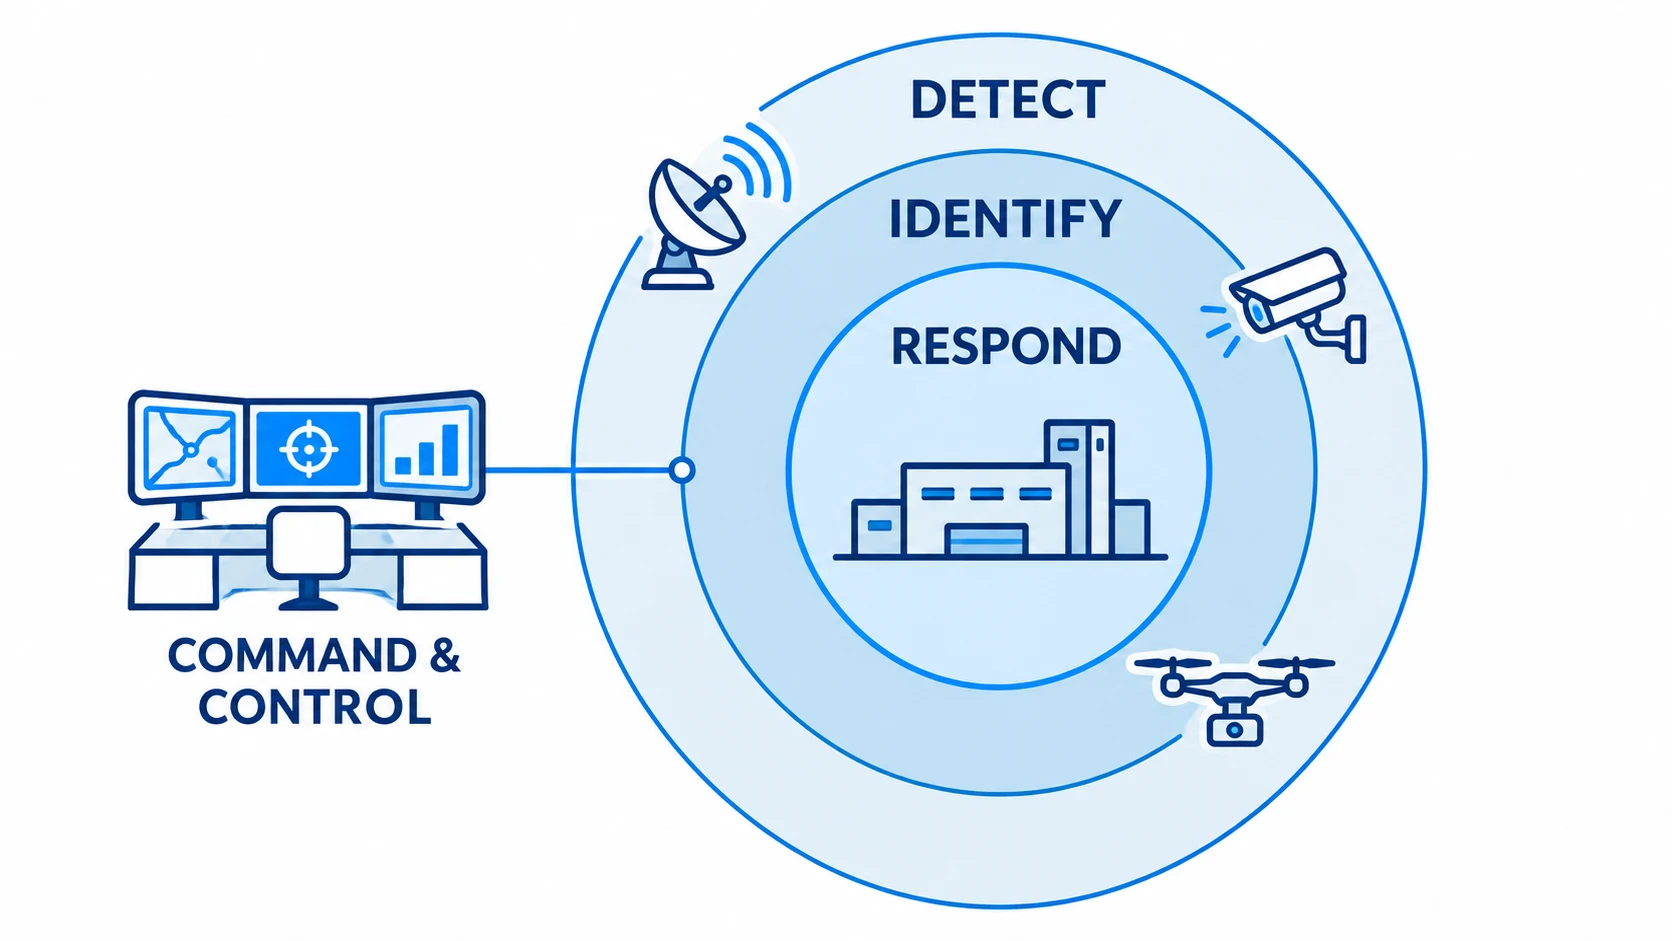 DETECT
IDENTIFY
RESPOND
COMMAND &
CONTROL